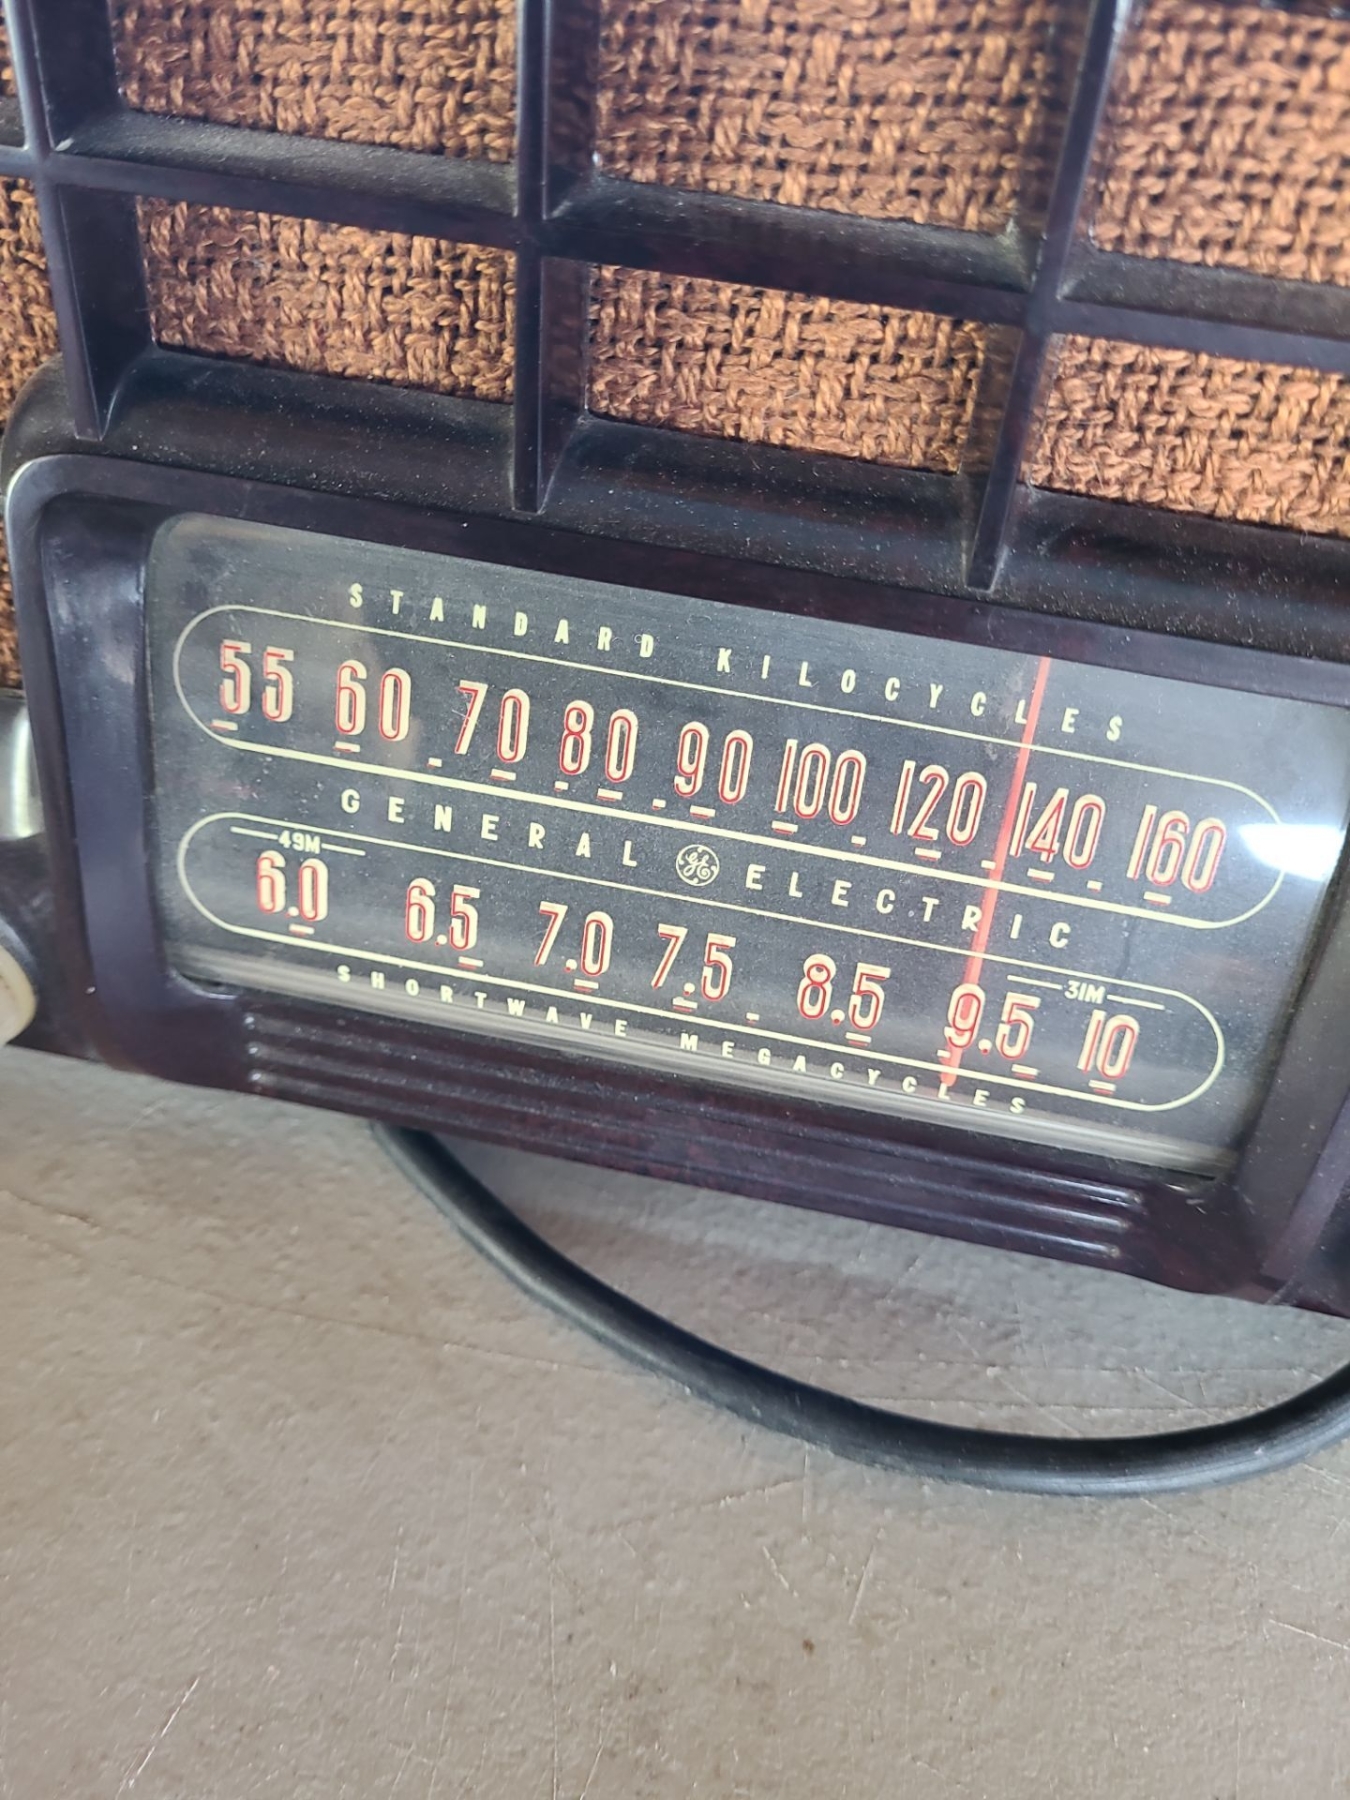 STANDARD KILOCYCLES
55 60 70 80 90 100 120 140 160
GENERAL GE ELECTRIC
49M 31M
6.0 6.5 7.0 7.5 8.5 9.5 10
SHORTWAVE MEGACYCLES